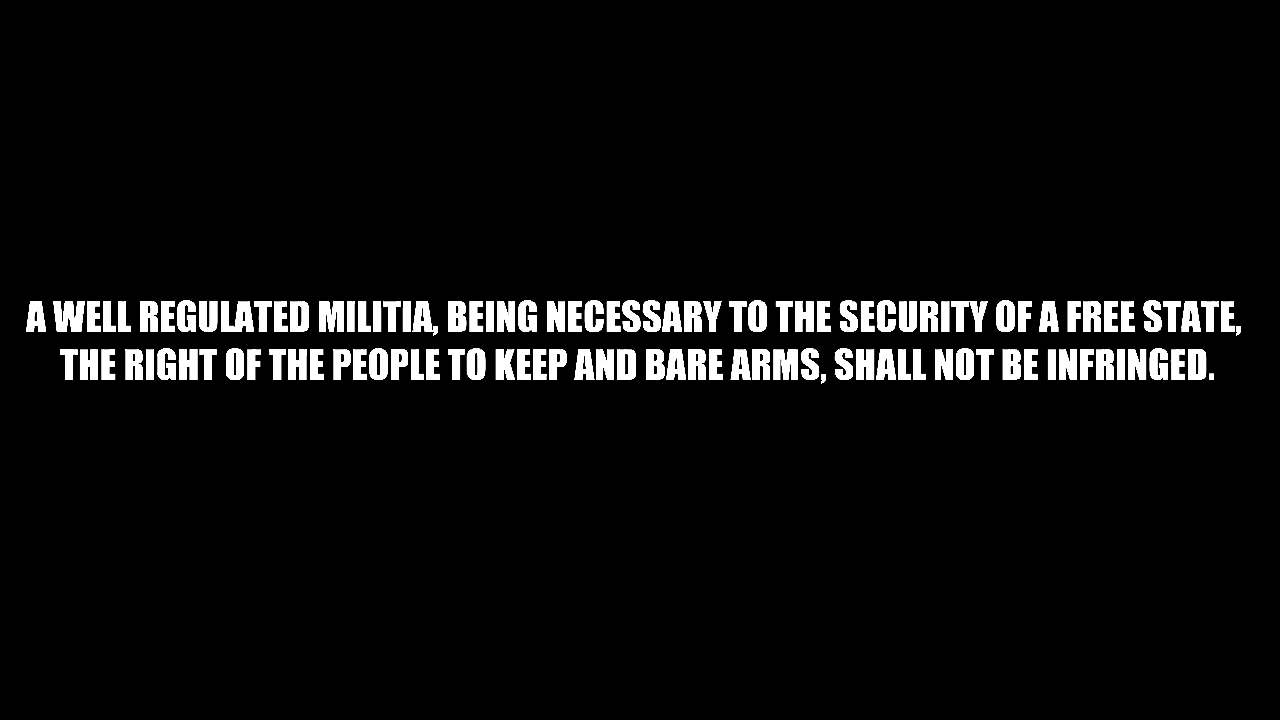 A WELL REGULATED MILITIA, BEING NECESSARY TO THE SECURITY OF A FREE STATE,
THE RIGHT OF THE PEOPLE TO KEEP AND BARE ARMS, SHALL NOT BE INFRINGED.